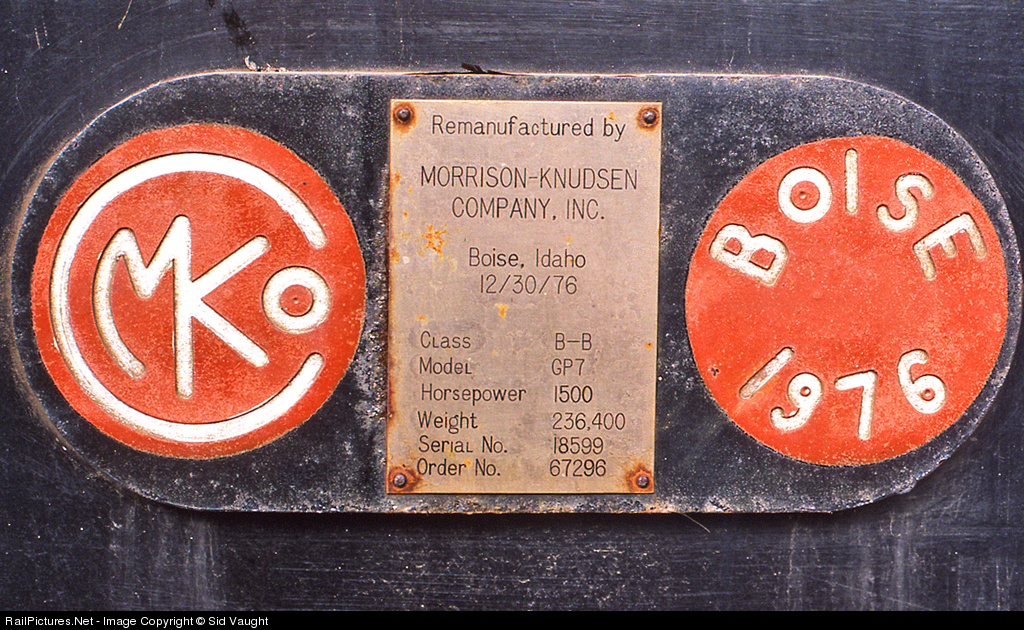 MKCo
Remanufactured by
MORRISON-KNUDSEN
COMPANY, INC.
Boise, Idaho
12/30/76
Class B-B
Model GP7
Horsepower 1500
Weight 236,400
Serial No. 18599
Order No. 67296
BOISE
1976
RailPictures.Net - Image Copyright © Sid Vaught